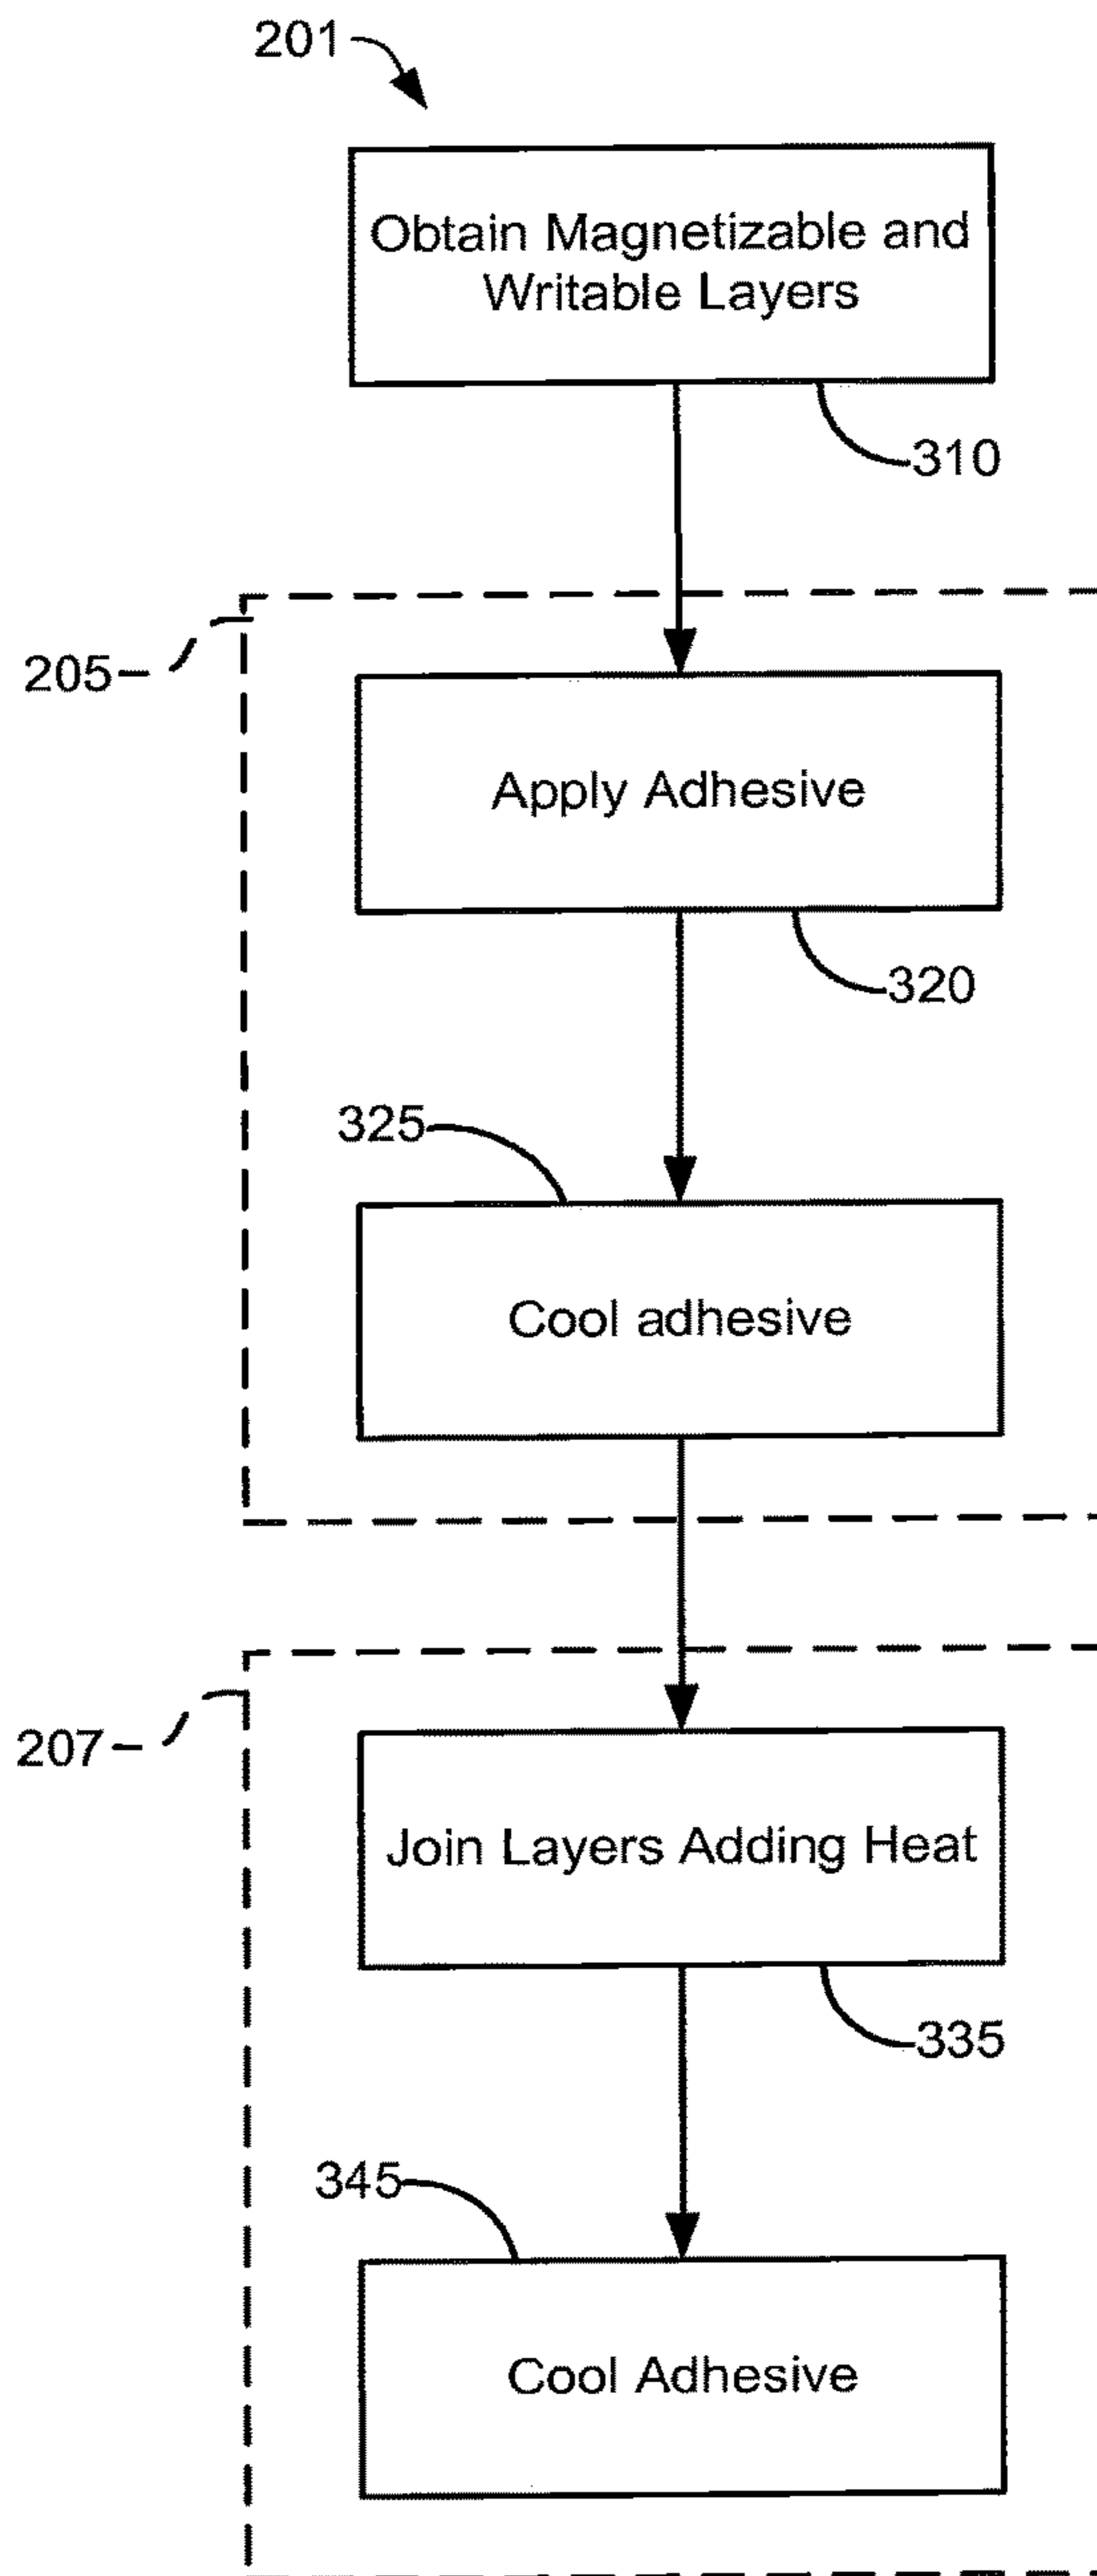 201
Obtain Magnetizable and
Writable Layers
310
205
Apply Adhesive
320
325
Cool adhesive
207
Join Layers Adding Heat
335
345
Cool Adhesive